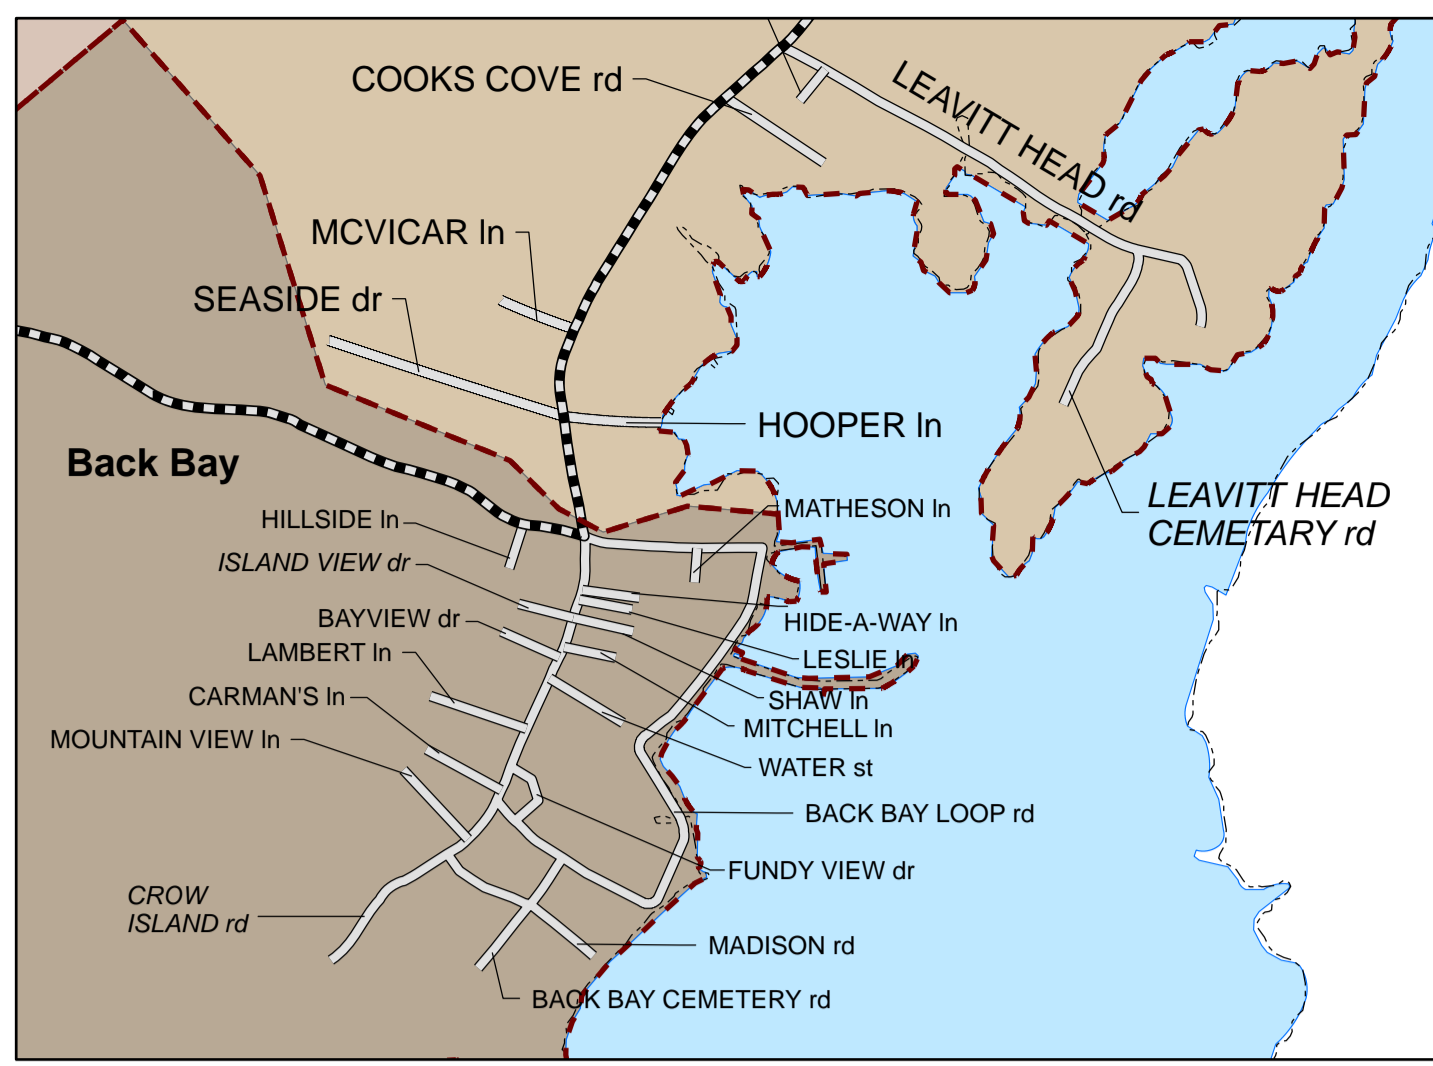 COOKS COVE rd
LEAVITT HEAD rd
MCVICAR ln
SEASIDE dr
HOOPER ln
Back Bay
LEAVITT HEAD
CEMETARY rd
MATHESON ln
HILLSIDE ln
ISLAND VIEW dr
BAYVIEW dr
HIDE-A-WAY ln
LAMBERT ln
LESLIE ln
CARMAN'S ln
SHAW ln
MITCHELL ln
MOUNTAIN VIEW ln
WATER st
BACK BAY LOOP rd
FUNDY VIEW dr
CROW
ISLAND rd
MADISON rd
BACK BAY CEMETERY rd